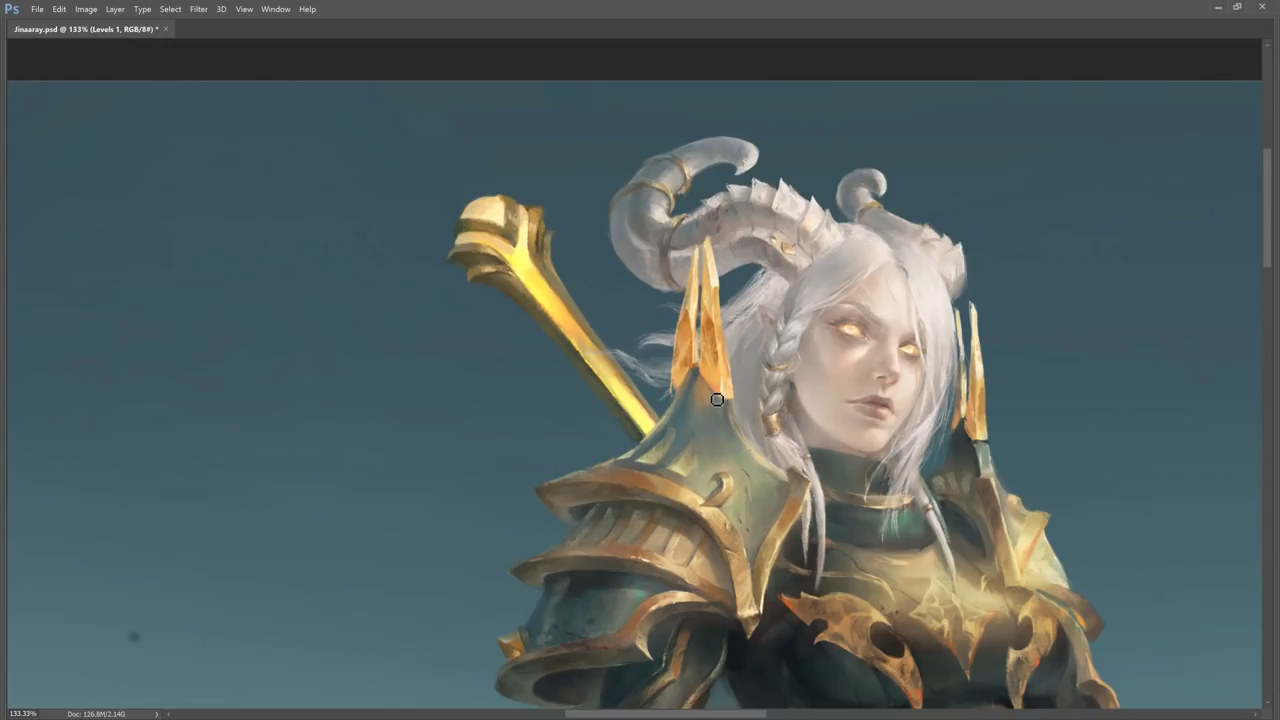 Ps File Edit Image Layer Type Select Filter 3D View Window Help
Jinaaray.psd @ 133% (Levels 1, RGB/8#) * ×
133.33% Doc: 126.8M/2.14G